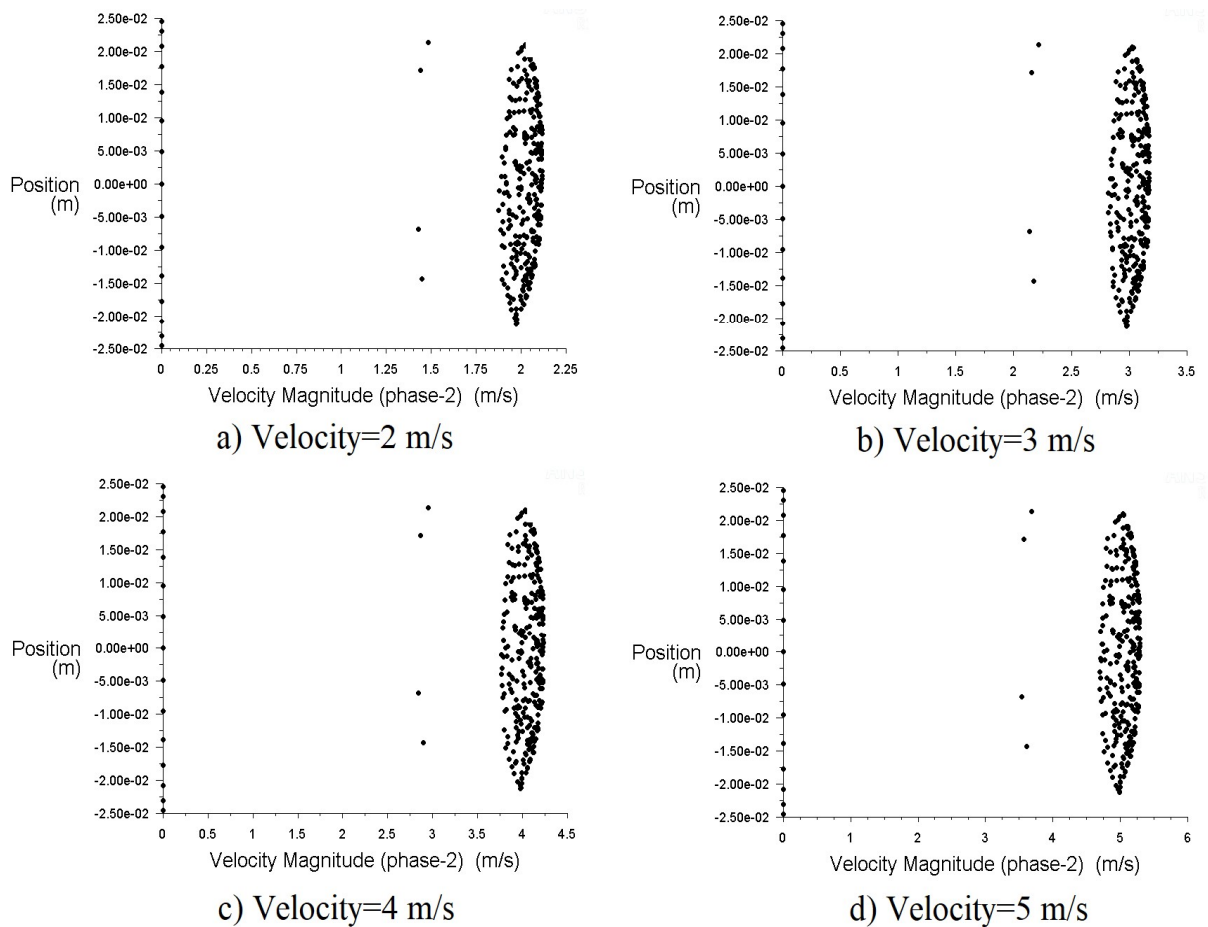 2.50e-02
2.00e-02
1.50e-02
1.00e-02
5.00e-03
Position
(m)
0.00e+00
-5.00e-03
-1.00e-02
-1.50e-02
-2.00e-02
-2.50e-02
0 0.25 0.5 0.75 1 1.25 1.5 1.75 2 2.25
Velocity Magnitude (phase-2) (m/s)
a) Velocity=2 m/s
2.50e-02
2.00e-02
1.50e-02
1.00e-02
5.00e-03
Position
(m)
0.00e+00
-5.00e-03
-1.00e-02
-1.50e-02
-2.00e-02
-2.50e-02
0 0.5 1 1.5 2 2.5 3 3.5
Velocity Magnitude (phase-2) (m/s)
b) Velocity=3 m/s
2.50e-02
2.00e-02
1.50e-02
1.00e-02
5.00e-03
Position
(m)
0.00e+00
-5.00e-03
-1.00e-02
-1.50e-02
-2.00e-02
-2.50e-02
0 0.5 1 1.5 2 2.5 3 3.5 4 4.5
Velocity Magnitude (phase-2) (m/s)
c) Velocity=4 m/s
2.50e-02
2.00e-02
1.50e-02
1.00e-02
5.00e-03
Position
(m)
0.00e+00
-5.00e-03
-1.00e-02
-1.50e-02
-2.00e-02
-2.50e-02
0 1 2 3 4 5 6
Velocity Magnitude (phase-2) (m/s)
d) Velocity=5 m/s